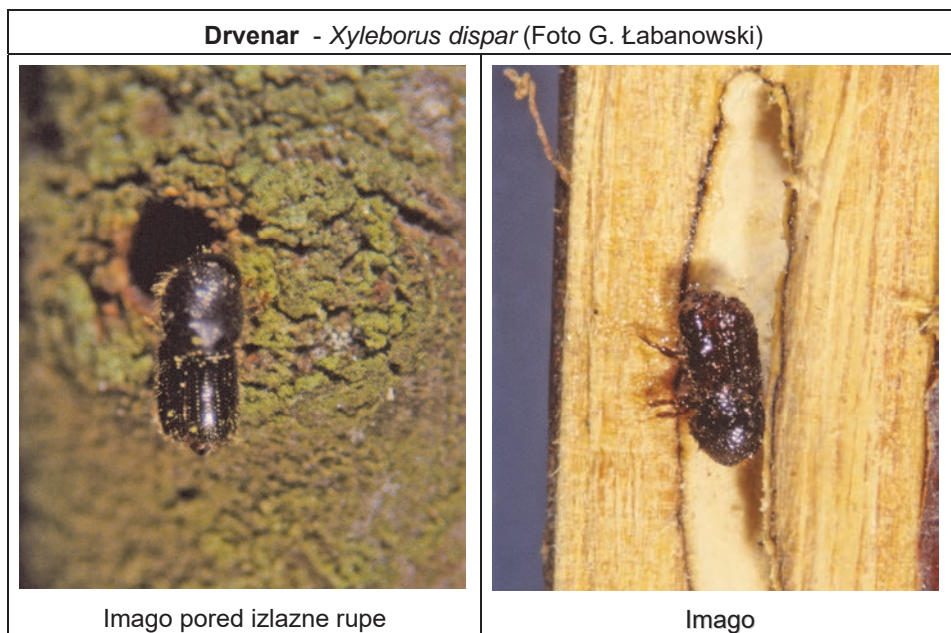 Drvenar - Xyleborus dispar (Foto G. Łabanowski)
Imago pored izlazne rupe
Imago